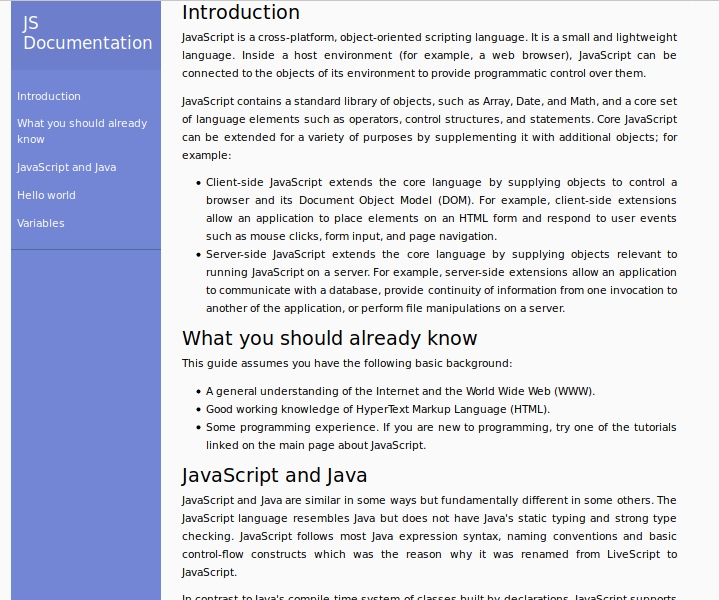 JS
Documentation
Introduction
What you should already
know
JavaScript and Java
Hello world
Variables
Introduction
JavaScript is a cross-platform, object-oriented scripting language. It is a small and lightweight
language. Inside a host environment (for example, a web browser), JavaScript can be
connected to the objects of its environment to provide programmatic control over them.
JavaScript contains a standard library of objects, such as Array, Date, and Math, and a core set
of language elements such as operators, control structures, and statements. Core JavaScript
can be extended for a variety of purposes by supplementing it with additional objects; for
example:
• Client-side JavaScript extends the core language by supplying objects to control a
browser and its Document Object Model (DOM). For example, client-side extensions
allow an application to place elements on an HTML form and respond to user events
such as mouse clicks, form input, and page navigation.
• Server-side JavaScript extends the core language by supplying objects relevant to
running JavaScript on a server. For example, server-side extensions allow an application
to communicate with a database, provide continuity of information from one invocation to
another of the application, or perform file manipulations on a server.
What you should already know
This guide assumes you have the following basic background:
• A general understanding of the Internet and the World Wide Web (WWW).
• Good working knowledge of HyperText Markup Language (HTML).
• Some programming experience. If you are new to programming, try one of the tutorials
linked on the main page about JavaScript.
JavaScript and Java
JavaScript and Java are similar in some ways but fundamentally different in some others. The
JavaScript language resembles Java but does not have Java's static typing and strong type
checking. JavaScript follows most Java expression syntax, naming conventions and basic
control-flow constructs which was the reason why it was renamed from LiveScript to
JavaScript.
In contrast to Java's compile-time system of classes built by declarations, JavaScript supports